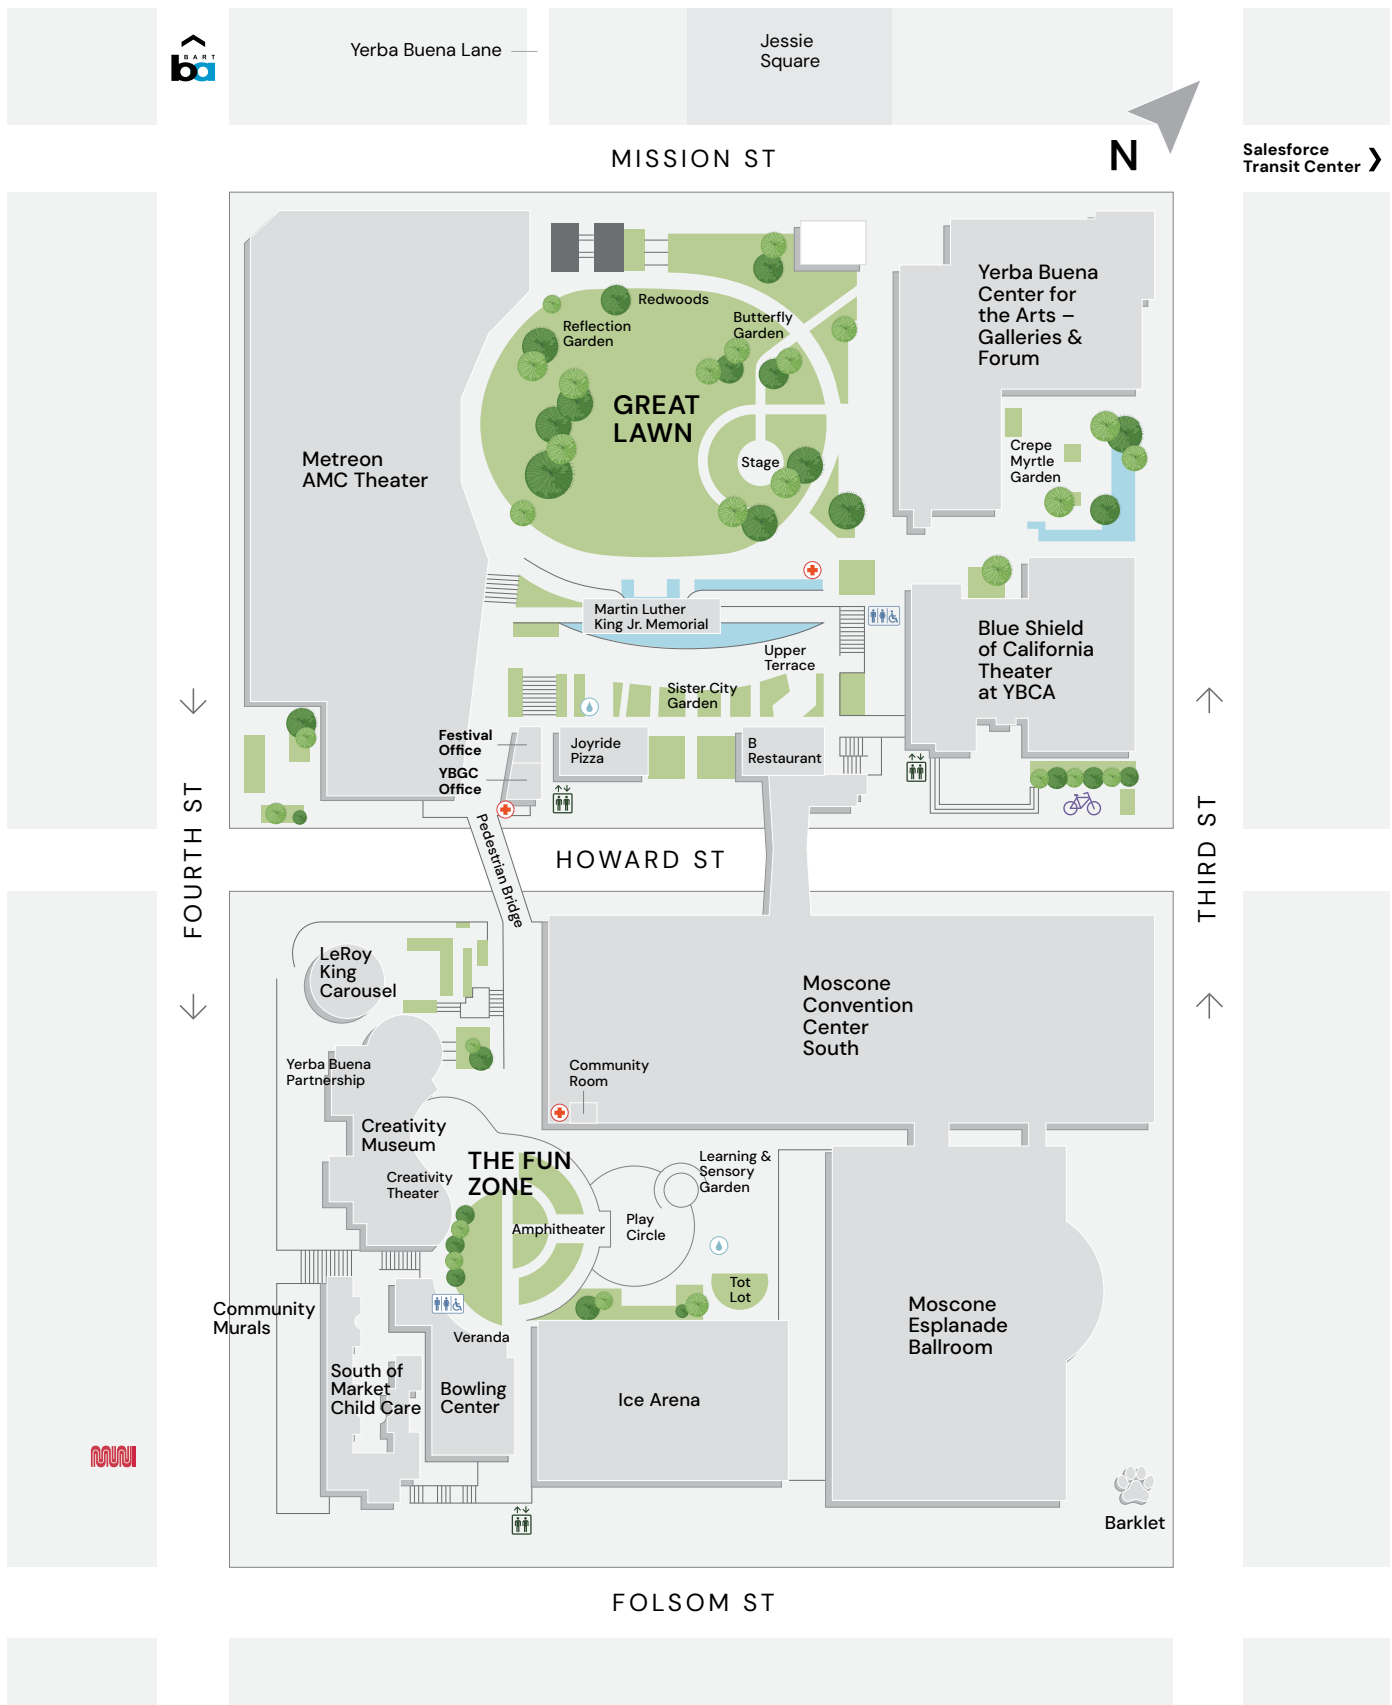 BART
ba
Yerba Buena Lane
Jessie
Square
MISSION ST
N
Salesforce
Transit Center ❯
Yerba Buena
Center for
the Arts –
Galleries &
Forum
Redwoods
Reflection
Garden
Butterfly
Garden
GREAT
LAWN
Metreon
AMC Theater
Stage
Crepe
Myrtle
Garden
Martin Luther
King Jr. Memorial
Blue Shield
of California
Theater
at YBCA
Upper
Terrace
Sister City
Garden
Festival
Office
YBGC
Office
Joyride
Pizza
B
Restaurant
Pedestrian Bridge
HOWARD ST
FOURTH ST
THIRD ST
LeRoy
King
Carousel
Moscone
Convention
Center
South
Yerba Buena
Partnership
Community
Room
Creativity
Museum
Creativity
Theater
THE FUN
ZONE
Learning &
Sensory
Garden
Amphitheater
Play
Circle
Tot
Lot
Community
Murals
Veranda
Moscone
Esplanade
Ballroom
South of
Market
Child Care
Bowling
Center
Ice Arena
muni
Barklet
FOLSOM ST